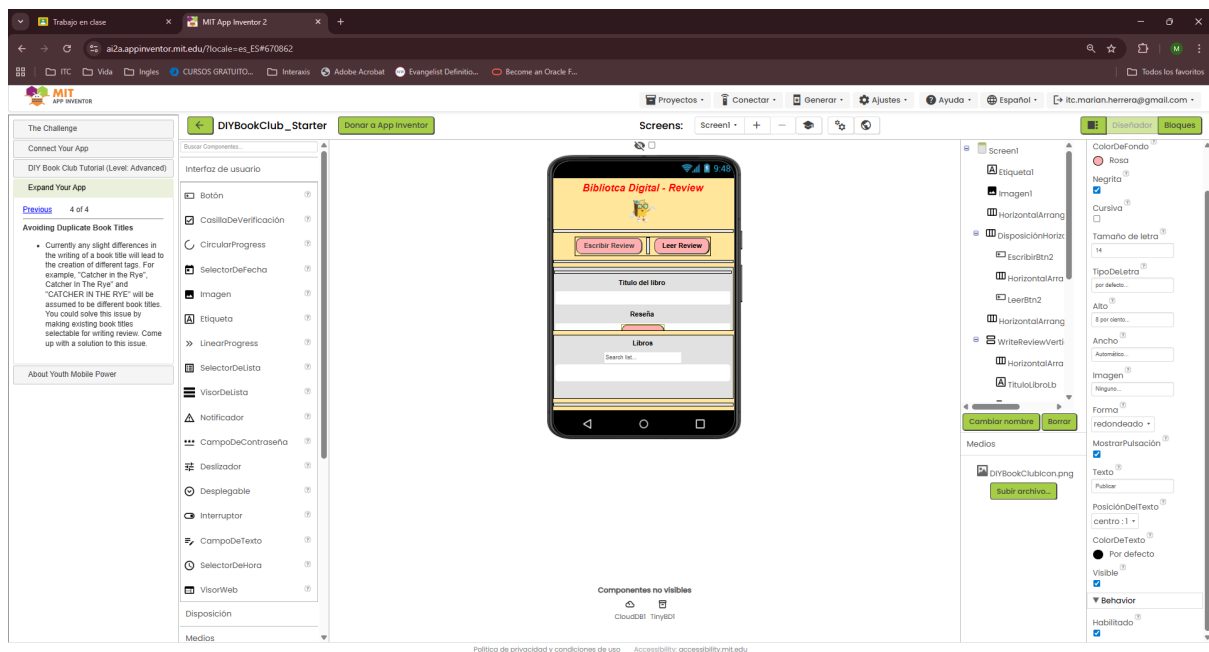 Trabajo en clase
MIT App Inventor 2
ai2a.appinventor.mit.edu/?locale=es_ES#670862
M
ITC
Vida
Ingles
CURSOS GRATUITO...
Interaxis
Adobe Acrobat
Evangelist Definitio...
Become an Oracle F...
Todos los favoritos
MIT
APP INVENTOR
Proyectos
Conectar
Generar
Ajustes
Ayuda
Español
itc.marian.herrera@gmail.com
The Challenge
Connect Your App
DIY Book Club Tutorial (Level: Advanced)
Expand Your App
Previous 4 of 4
Avoiding Duplicate Book Titles
Currently any slight differences in
the writing of a book title will lead to
the creation of different tags. For
example, "Catcher in the Rye",
Catcher In The Rye" and
"CATCHER IN THE RYE" will be
assumed to be different book titles.
You could solve this issue by
making existing book titles
selectable for writing review. Come
up with a solution to this issue.
About Youth Mobile Power
DIYBookClub_Starter
Donar a App Inventor
Screens:
Screen1
Diseñador
Bloques
Buscar Componentes...
Interfaz de usuario
Botón
CasillaDeVerificación
CircularProgress
SelectorDeFecha
Imagen
Etiqueta
LinearProgress
SelectorDeLista
VisorDeLista
Notificador
CampoDeContraseña
Deslizador
Desplegable
Interruptor
CampoDeTexto
SelectorDeHora
VisorWeb
Disposición
Medios
9:48
Bibliotca Digital - Review
Escribir Review
Leer Review
Titulo del libro
Reseña
Libros
Search list...
Componentes no visibles
CloudDB1 TinyBD1
Screen1
Etiqueta1
Imagen1
HorizontalArrang
DisposiciónHorizo
EscribirBtn2
HorizontalArra
LeerBtn2
HorizontalArrang
WriteReviewVerti
HorizontalArra
TituloLibroLb
Cambiar nombre
Borrar
Medios
DIYBookClubIcon.png
Subir archivo...
ColorDeFondo
Rosa
Negrita
Cursiva
Tamaño de letra
14
TipoDeLetra
por defecto...
Alto
5 por ciento...
Ancho
Automático...
Imagen
Ninguno...
Forma
redondeado
MostrarPulsación
Texto
Publicar
PosiciónDelTexto
centro : 1
ColorDeTexto
Por defecto
Visible
Behavior
Habilitado
Política de privacidad y condiciones de uso
Accessibility: accessibility.mit.edu